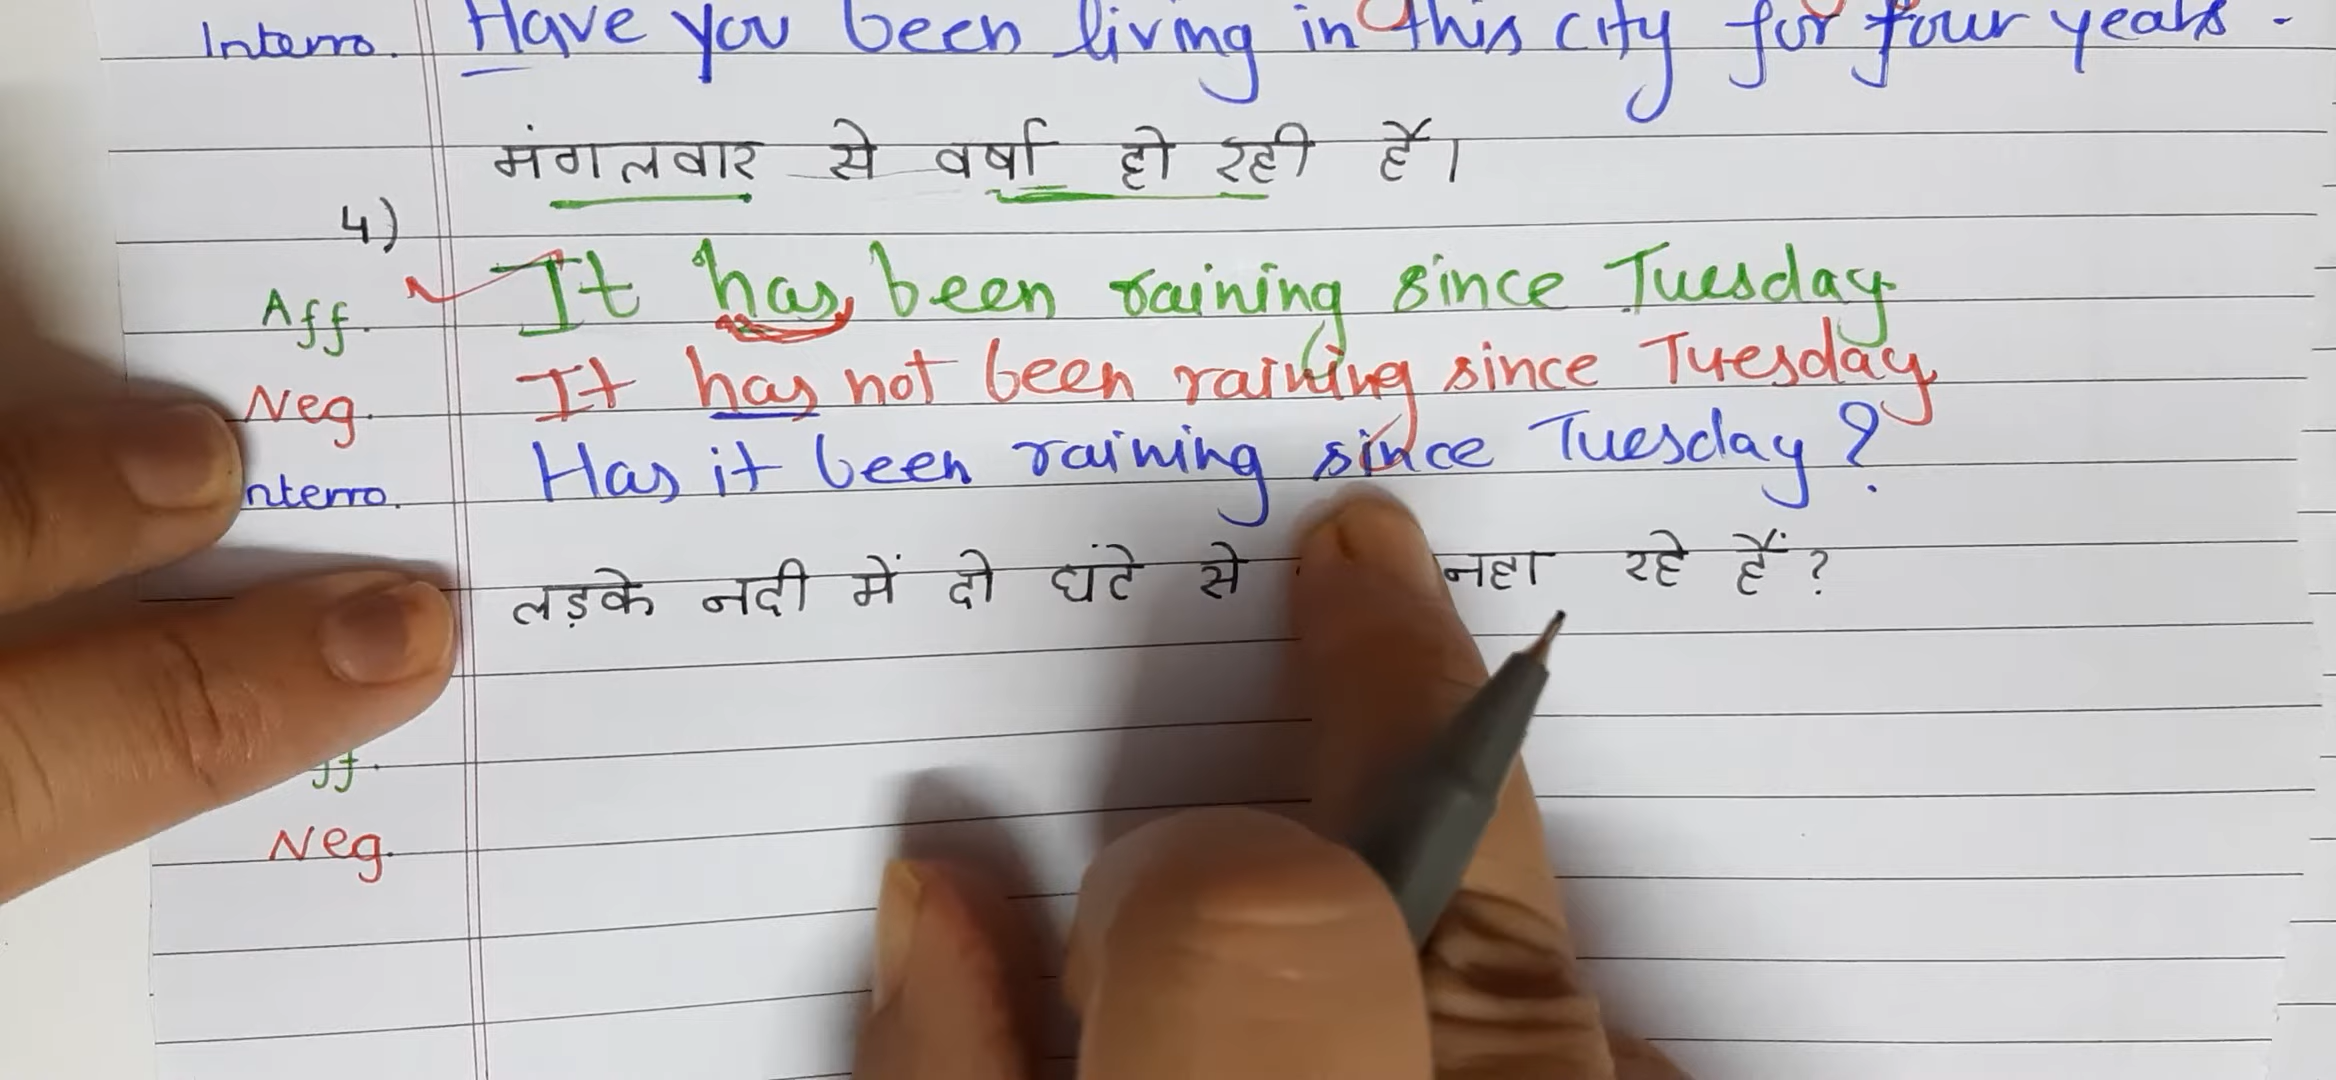 Interro. Have you been living in this city for four years.
मंगलवार से वर्षा हो रही है।
4)
Aff. It has been raining since Tuesday.
Neg. It has not been raining since Tuesday
nterro. Has it been raining since Tuesday?
लड़के नदी में दो घंटे से नहा रहे हैं?
ff.
Neg.